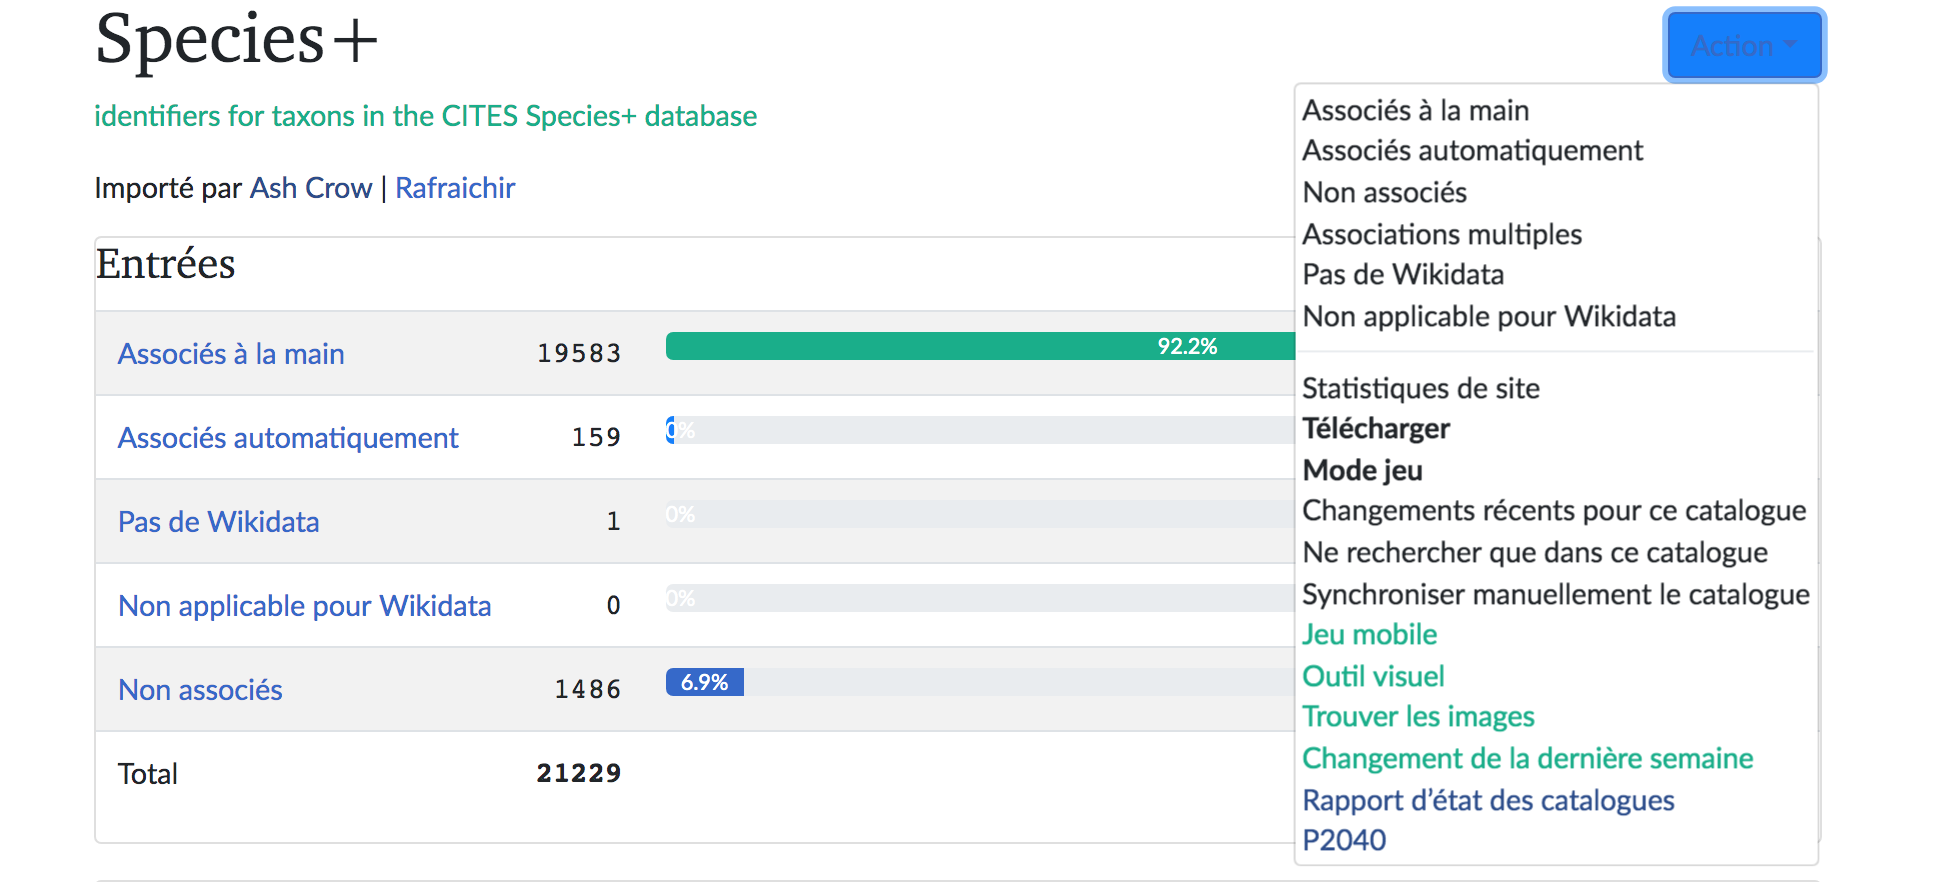 Species+
Action
identifiers for taxons in the CITES Species+ database
Importé par Ash Crow | Rafraichir
Entrées
Associés à la main 19583 92.2%
Associés automatiquement 159 0%
Pas de Wikidata 1 0%
Non applicable pour Wikidata 0 0%
Non associés 1486 6.9%
Total 21229
Associés à la main
Associés automatiquement
Non associés
Associations multiples
Pas de Wikidata
Non applicable pour Wikidata
Statistiques de site
Télécharger
Mode jeu
Changements récents pour ce catalogue
Ne rechercher que dans ce catalogue
Synchroniser manuellement le catalogue
Jeu mobile
Outil visuel
Trouver les images
Changement de la dernière semaine
Rapport d’état des catalogues
P2040